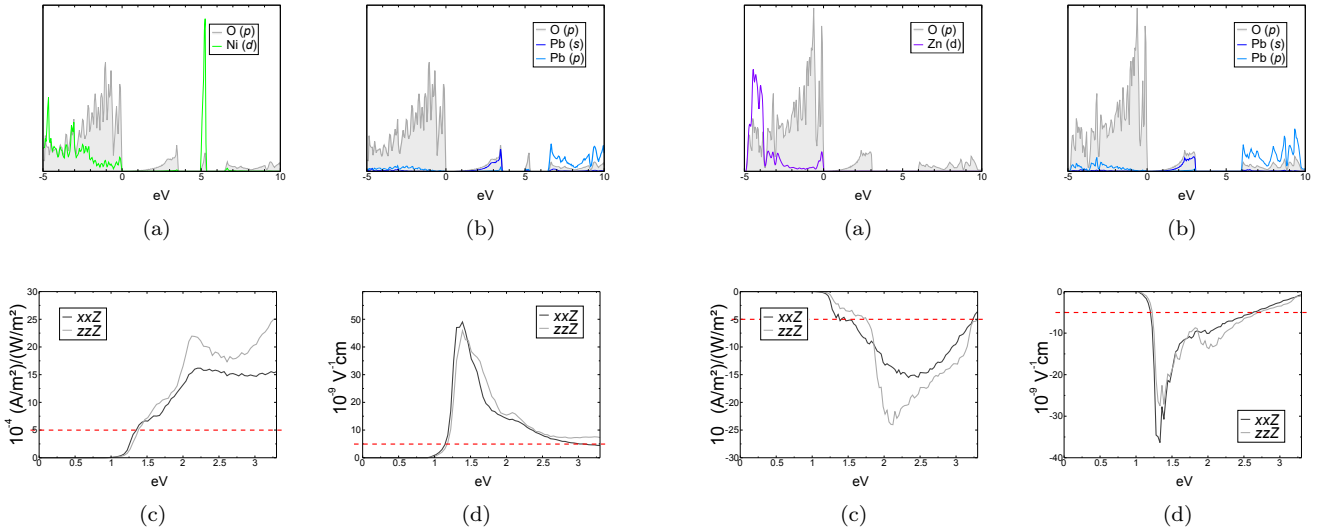 O (p)
Ni (d)
-5 0 5 10
eV
(a)
O (p)
Pb (s)
Pb (p)
-5 0 5 10
eV
(b)
O (p)
Zn (d)
-5 0 5 10
eV
(a)
O (p)
Pb (s)
Pb (p)
-5 0 5 10
eV
(b)
10⁻⁴ (A/m²)/(W/m²)
25
20
15
10
5
0
xxZ
zzZ
0 0.5 1 1.5 2 2.5 3
eV
(c)
10⁻⁹ V⁻¹cm
50
40
30
20
10
0
xxZ
zzZ
0 0.5 1 1.5 2 2.5 3
eV
(d)
10⁻⁴ (A/m²)/(W/m²)
0
-5
-10
-15
-20
-25
-30
xxZ
zzZ
0 0.5 1 1.5 2 2.5 3
eV
(c)
10⁻⁹ V⁻¹cm
0
-10
-20
-30
-40
xxZ
zzZ
0 0.5 1 1.5 2 2.5 3
eV
(d)